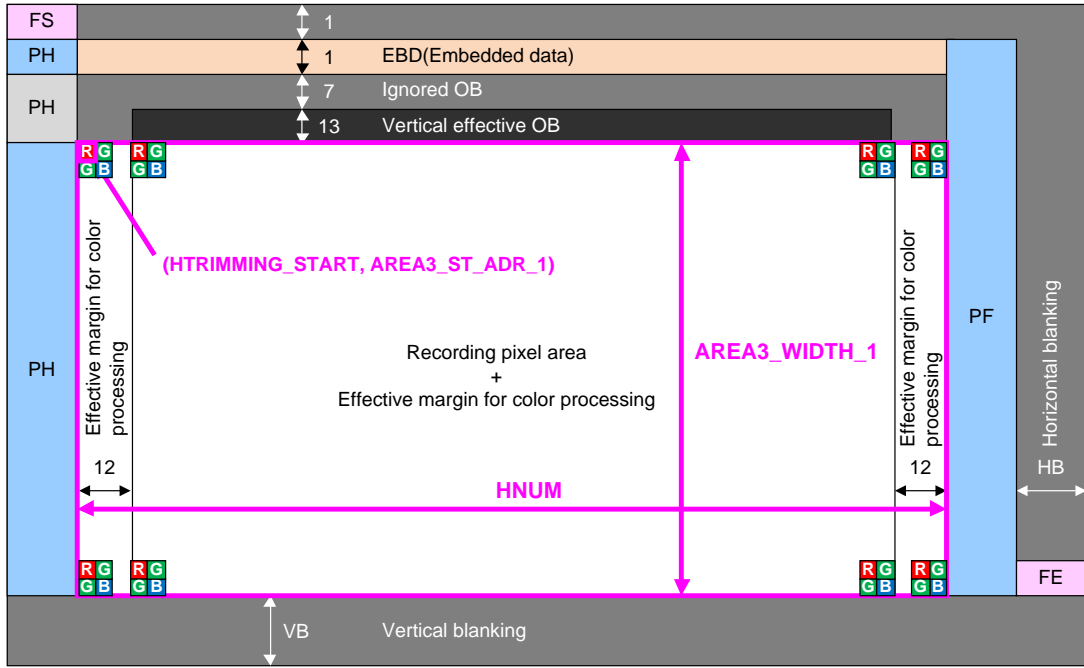 FS
1
PH
1
EBD(Embedded data)
PH
7
Ignored OB
13
Vertical effective OB
R G
G B
R G
G B
R G
G B
R G
G B
(HTRIMMING_START, AREA3_ST_ADR_1)
Effective margin for color
processing
PH
Recording pixel area
+
Effective margin for color processing
AREA3_WIDTH_1
Effective margin for color
processing
PF
Horizontal blanking
12
HNUM
12
HB
R G
G B
R G
G B
R G
G B
R G
G B
FE
VB
Vertical blanking